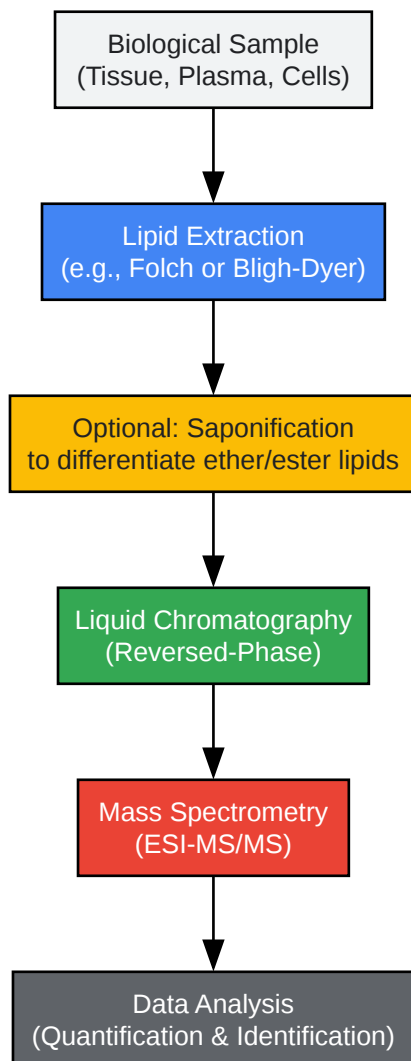 Biological Sample
(Tissue, Plasma, Cells)
Lipid Extraction
(e.g., Folch or Bligh-Dyer)
Optional: Saponification
to differentiate ether/ester lipids
Liquid Chromatography
(Reversed-Phase)
Mass Spectrometry
(ESI-MS/MS)
Data Analysis
(Quantification & Identification)